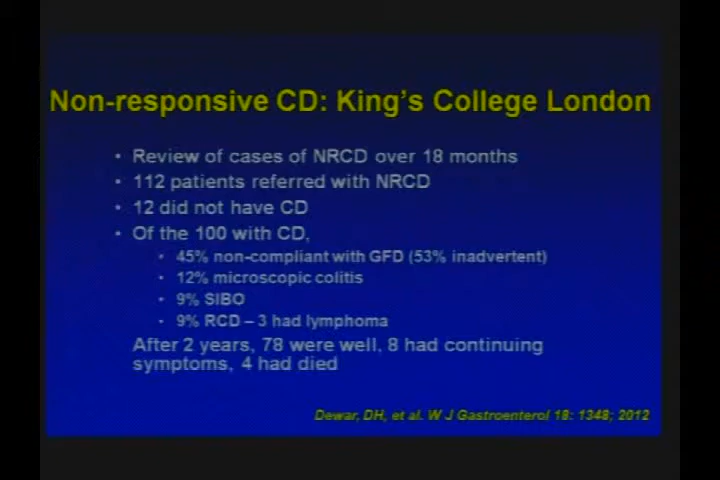 Non-responsive CD: King's College London
• Review of cases of NRCD over 18 months
• 112 patients referred with NRCD
• 12 did not have CD
• Of the 100 with CD,
• 45% non-compliant with GFD (53% inadvertent)
• 12% microscopic colitis
• 9% SIBO
• 9% RCD – 3 had lymphoma
After 2 years, 78 were well, 8 had continuing
symptoms, 4 had died
Dewar, DH, et al. W J Gastroenterol 18: 1348; 2012